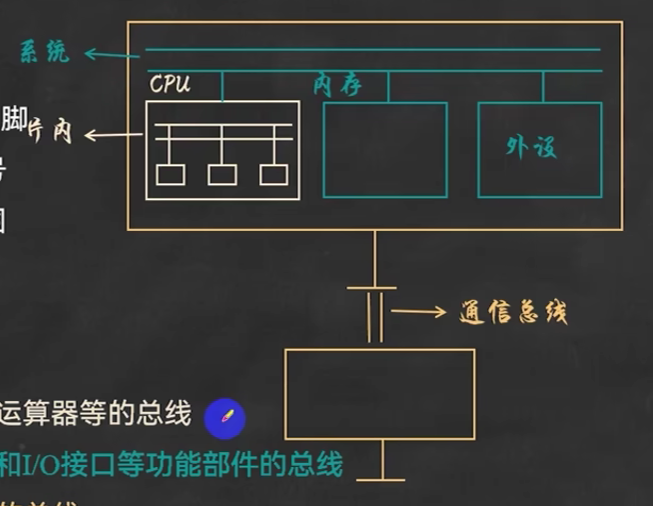 系统
CPU
内存
脚
片内
外设
通信总线
运算器等的总线
和I/O接口等功能部件的总线